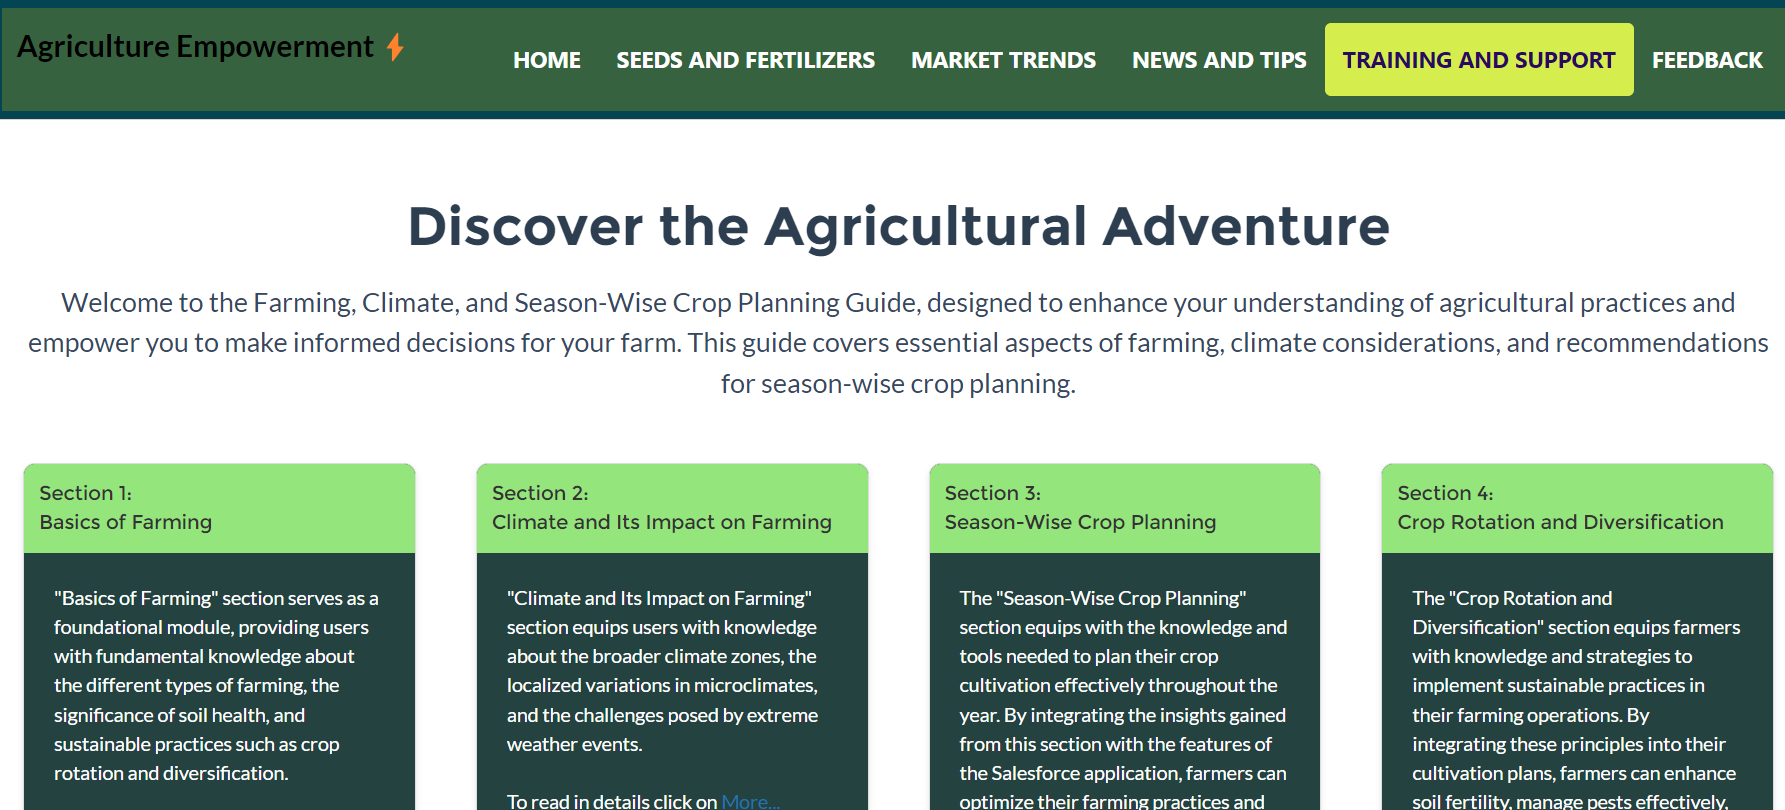 Agriculture Empowerment
HOME
SEEDS AND FERTILIZERS
MARKET TRENDS
NEWS AND TIPS
TRAINING AND SUPPORT
FEEDBACK
Discover the Agricultural Adventure
Welcome to the Farming, Climate, and Season-Wise Crop Planning Guide, designed to enhance your understanding of agricultural practices and
empower you to make informed decisions for your farm. This guide covers essential aspects of farming, climate considerations, and recommendations
for season-wise crop planning.
Section 1:
Basics of Farming
"Basics of Farming" section serves as a
foundational module, providing users
with fundamental knowledge about
the different types of farming, the
significance of soil health, and
sustainable practices such as crop
rotation and diversification.
Section 2:
Climate and Its Impact on Farming
"Climate and Its Impact on Farming"
section equips users with knowledge
about the broader climate zones, the
localized variations in microclimates,
and the challenges posed by extreme
weather events.
To read in details click on More...
Section 3:
Season-Wise Crop Planning
The "Season-Wise Crop Planning"
section equips with the knowledge and
tools needed to plan their crop
cultivation effectively throughout the
year. By integrating the insights gained
from this section with the features of
the Salesforce application, farmers can
optimize their farming practices and
Section 4:
Crop Rotation and Diversification
The "Crop Rotation and
Diversification" section equips farmers
with knowledge and strategies to
implement sustainable practices in
their farming operations. By
integrating these principles into their
cultivation plans, farmers can enhance
soil fertility, manage pests effectively,